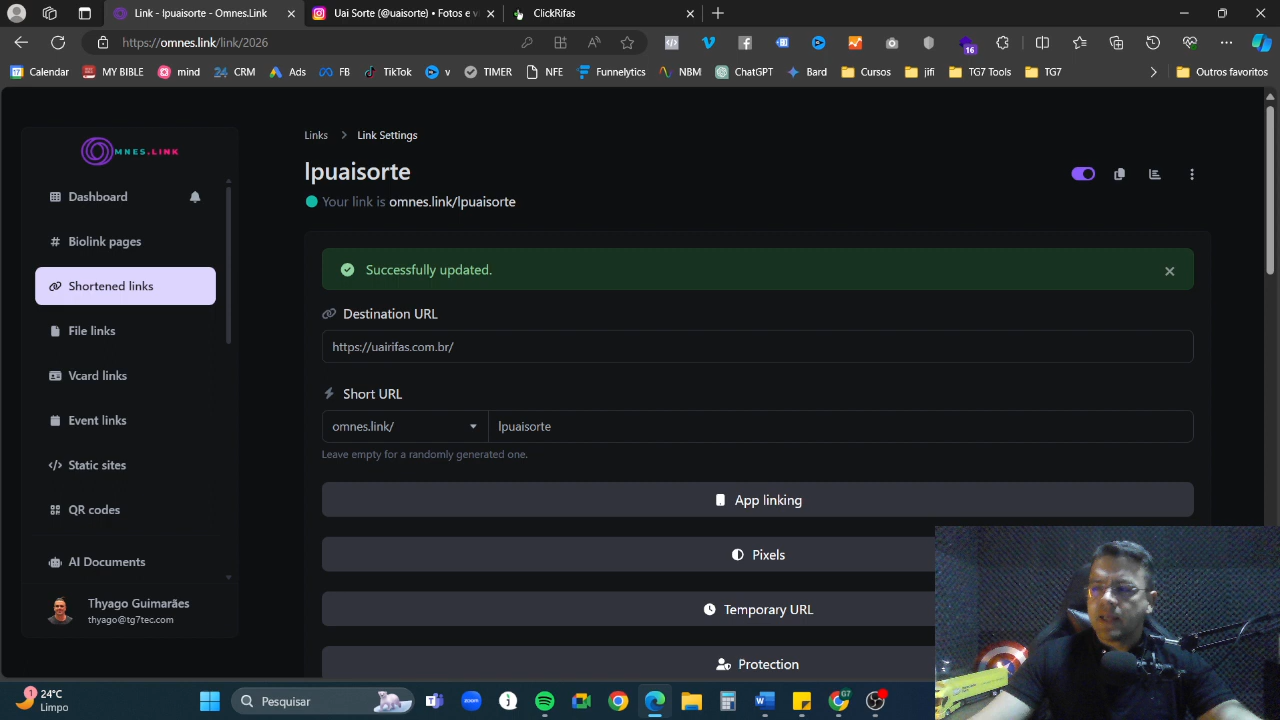 Link - lpuaisorte - Omnes.Link
Uai Sorte (@uaisorte) • Fotos e v
ClickRifas
https://omnes.link/link/2026
16
Calendar
MY BIBLE
mind
CRM
Ads
FB
TikTok
v
TIMER
NFE
Funnelytics
NBM
ChatGPT
Bard
Cursos
jifi
TG7 Tools
TG7
Outros favoritos
MNES.LINK
Dashboard
Biolink pages
Shortened links
File links
Vcard links
Event links
Static sites
QR codes
AI Documents
Thyago Guimarães
thyago@tg7tec.com
Links
Link Settings
lpuaisorte
Your link is omnes.link/lpuaisorte
Successfully updated.
Destination URL
https://uairifas.com.br/
Short URL
omnes.link/
lpuaisorte
Leave empty for a randomly generated one.
App linking
Pixels
Temporary URL
Protection
1
24°C
Limpo
Pesquisar